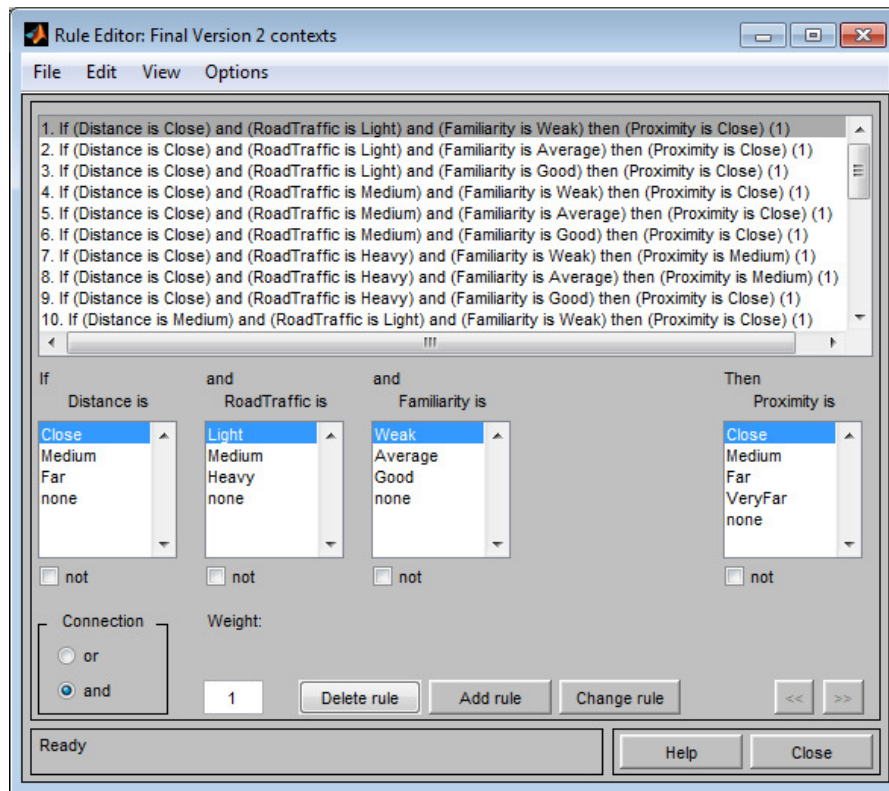 Rule Editor: Final Version 2 contexts
File Edit View Options
1. If (Distance is Close) and (RoadTraffic is Light) and (Familiarity is Weak) then (Proximity is Close) (1)
2. If (Distance is Close) and (RoadTraffic is Light) and (Familiarity is Average) then (Proximity is Close) (1)
3. If (Distance is Close) and (RoadTraffic is Light) and (Familiarity is Good) then (Proximity is Close) (1)
4. If (Distance is Close) and (RoadTraffic is Medium) and (Familiarity is Weak) then (Proximity is Close) (1)
5. If (Distance is Close) and (RoadTraffic is Medium) and (Familiarity is Average) then (Proximity is Close) (1)
6. If (Distance is Close) and (RoadTraffic is Medium) and (Familiarity is Good) then (Proximity is Close) (1)
7. If (Distance is Close) and (RoadTraffic is Heavy) and (Familiarity is Weak) then (Proximity is Medium) (1)
8. If (Distance is Close) and (RoadTraffic is Heavy) and (Familiarity is Average) then (Proximity is Medium) (1)
9. If (Distance is Close) and (RoadTraffic is Heavy) and (Familiarity is Good) then (Proximity is Close) (1)
10. If (Distance is Medium) and (RoadTraffic is Light) and (Familiarity is Weak) then (Proximity is Close) (1)
If and and Then
Distance is RoadTraffic is Familiarity is Proximity is
Close Light Weak Close
Medium Medium Average Medium
Far Heavy Good Far
none none none VeryFar
none
not not not not
Connection Weight:
or
and 1 Delete rule Add rule Change rule << >>
Ready Help Close